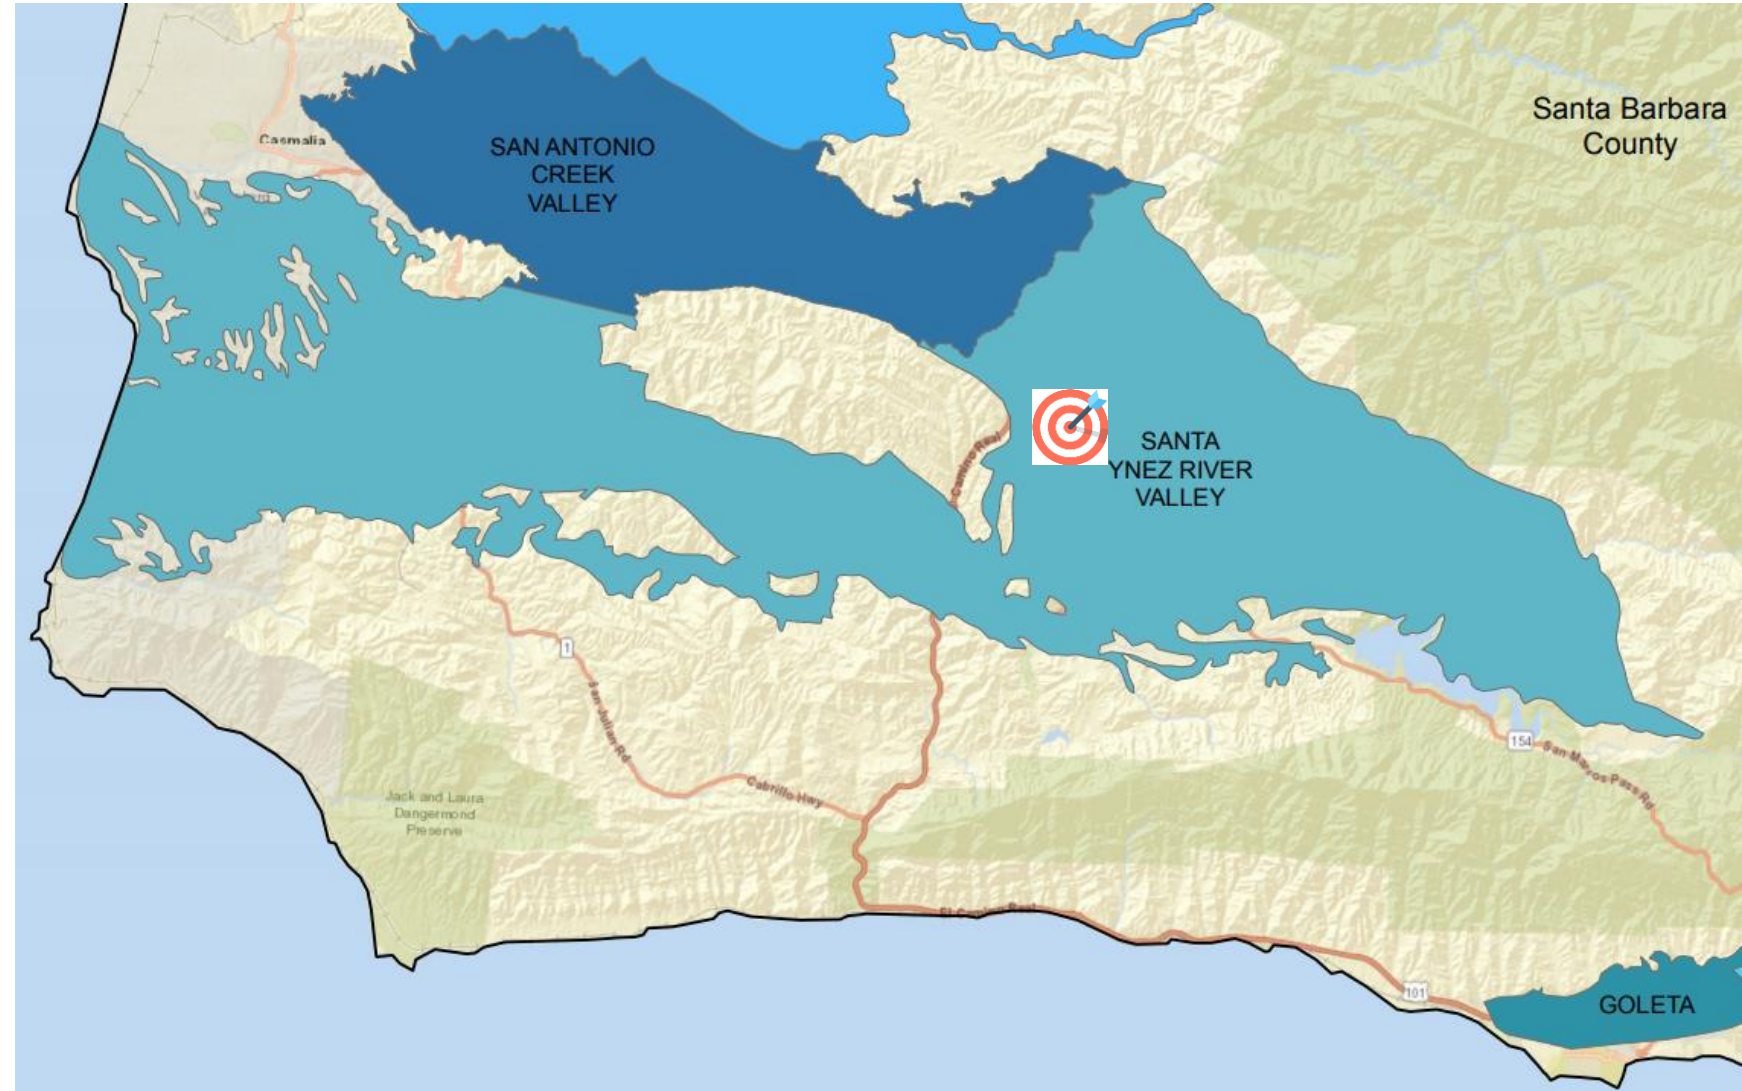 Santa Barbara
County
Casmalia
SAN ANTONIO
CREEK
VALLEY
Camino Real
SANTA
YNEZ RIVER
VALLEY
1
San Julian Rd
154
San Marcos Pass Rd
Cabrillo Hwy
Jack and Laura
Dangermond
Preserve
El Camino Real
101
GOLETA